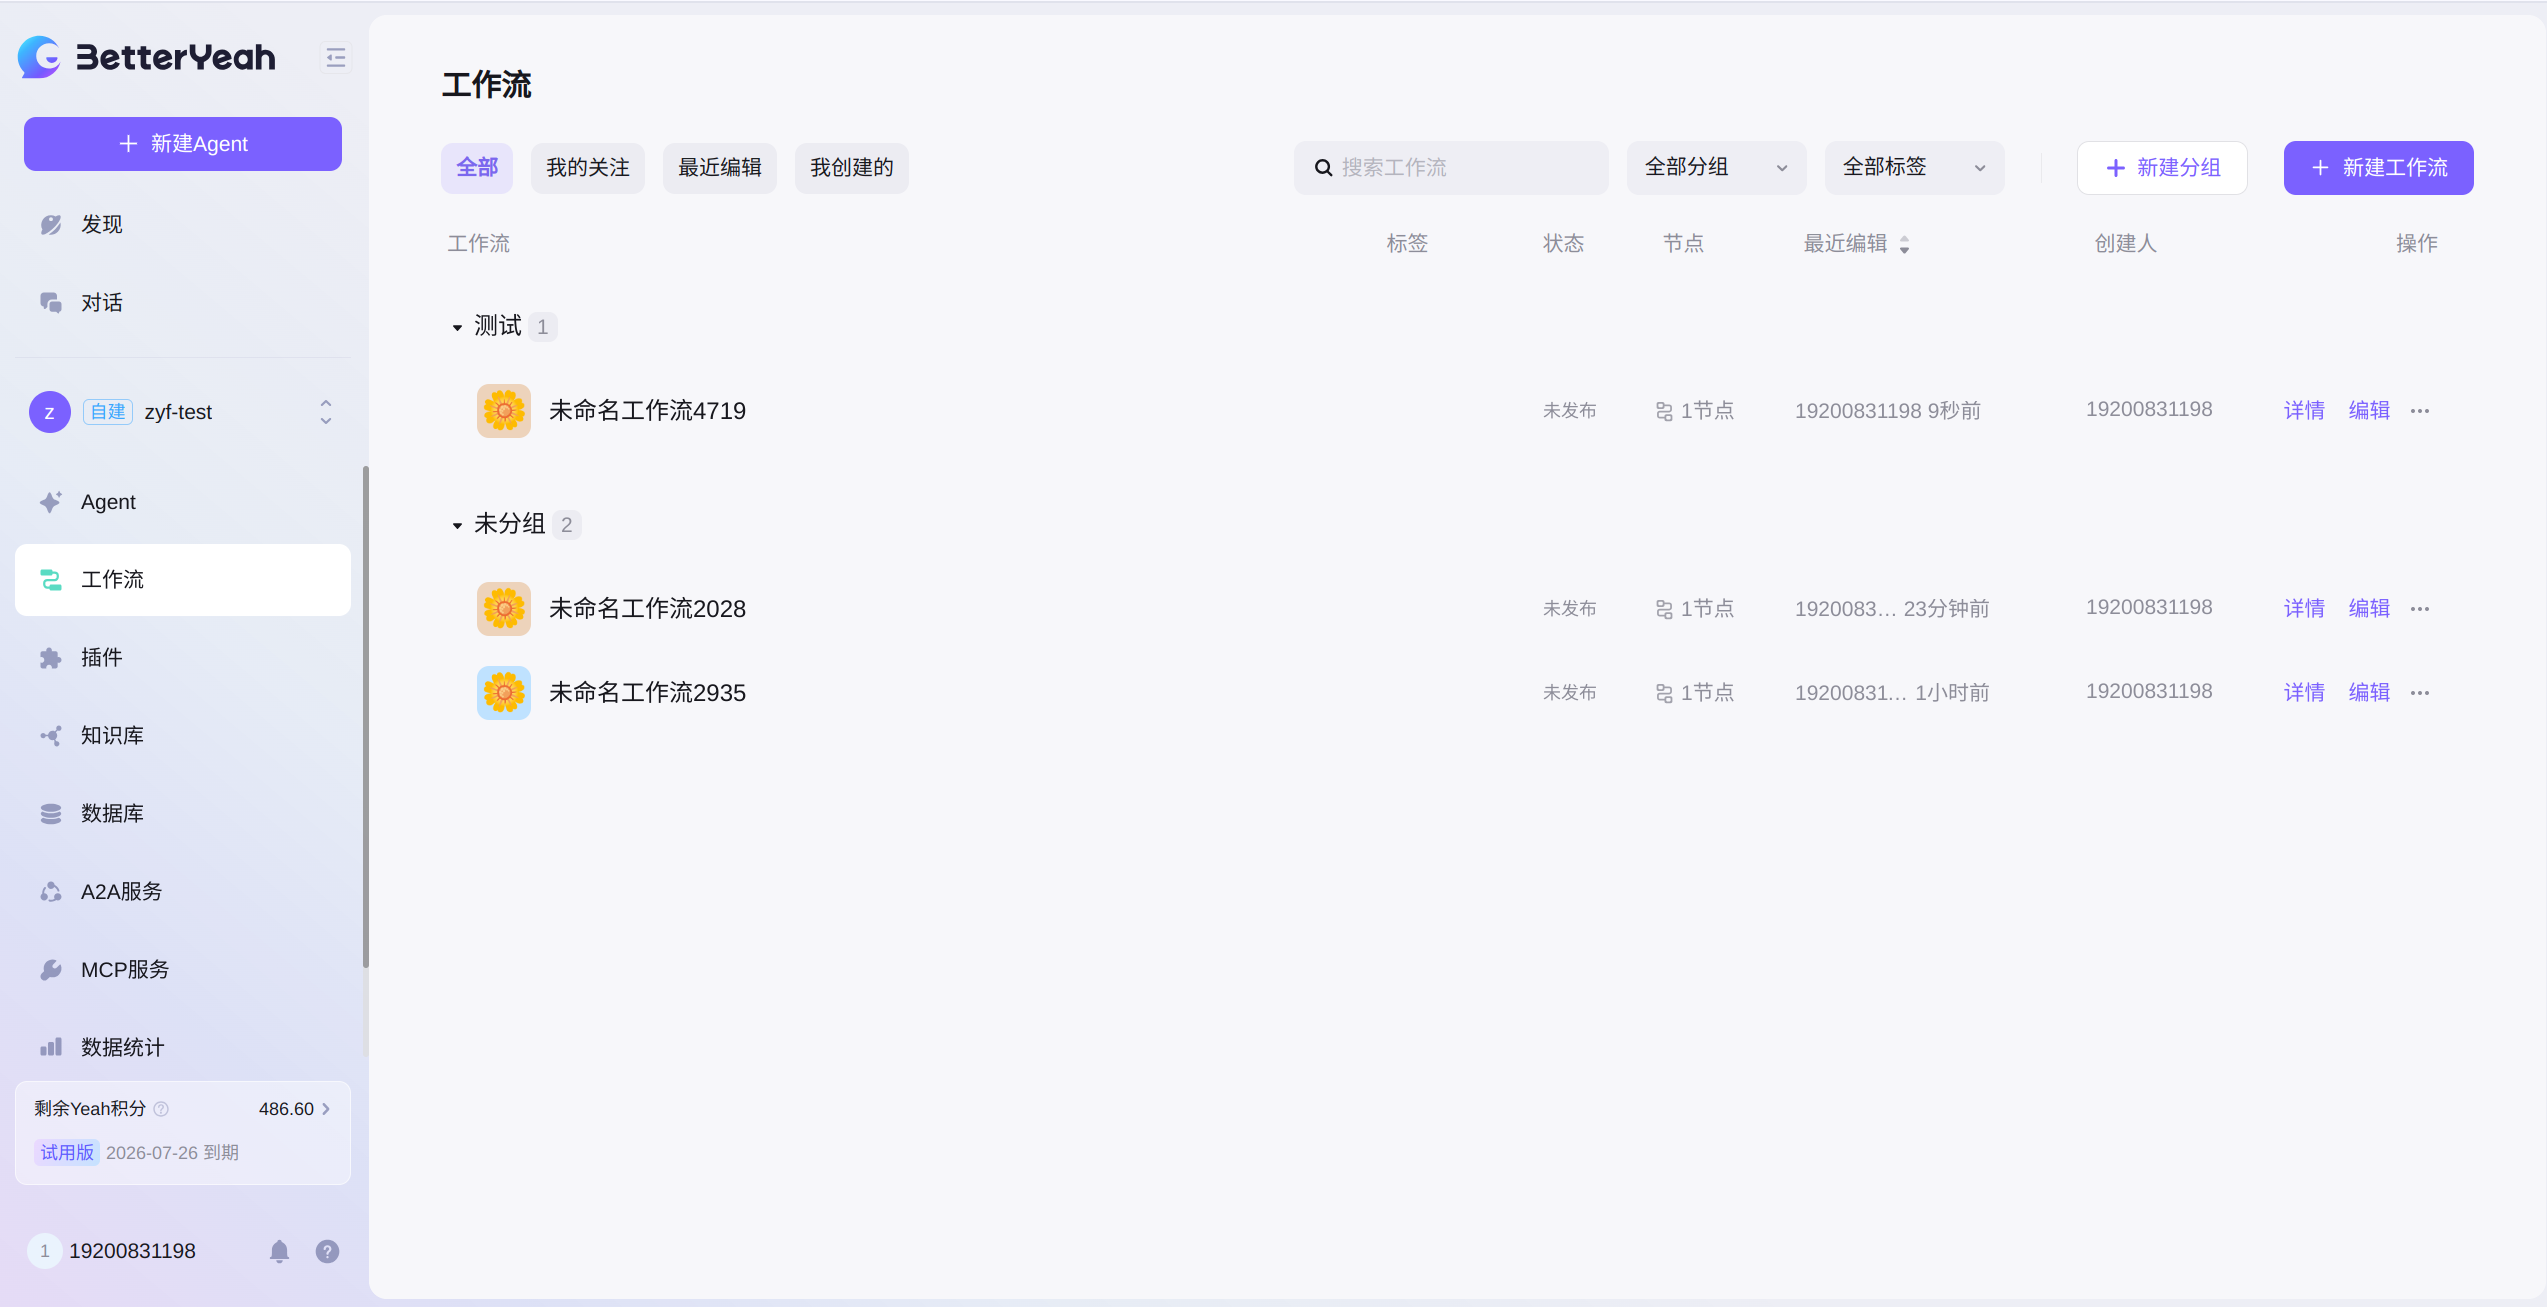 BetterYeah
新建Agent
发现
对话
z 自建 zyf-test
Agent
工作流
插件
知识库
数据库
A2A服务
MCP服务
数据统计
剩余Yeah积分 486.60
试用版 2026-07-26 到期
1 19200831198
工作流
全部 我的关注 最近编辑 我创建的 搜索工作流 全部分组 全部标签 新建分组 新建工作流
工作流 标签 状态 节点 最近编辑 创建人 操作
测试 1
未命名工作流4719 未发布 1节点 19200831198 9秒前 19200831198 详情 编辑 ...
未分组 2
未命名工作流2028 未发布 1节点 1920083... 23分钟前 19200831198 详情 编辑 ...
未命名工作流2935 未发布 1节点 19200831... 1小时前 19200831198 详情 编辑 ...